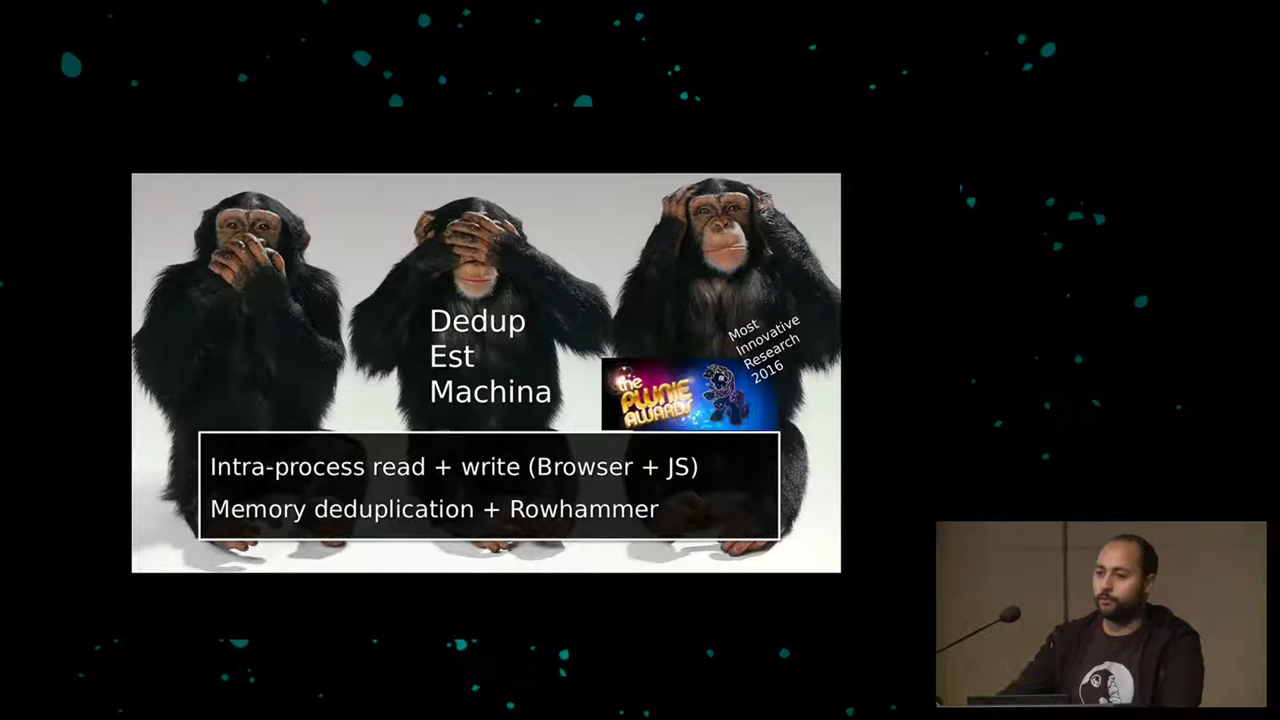 Dedup
Est
Machina
Most
Innovative
Research
2016
the
PWNIE
AWARDS
Intra-process read + write (Browser + JS)
Memory deduplication + Rowhammer